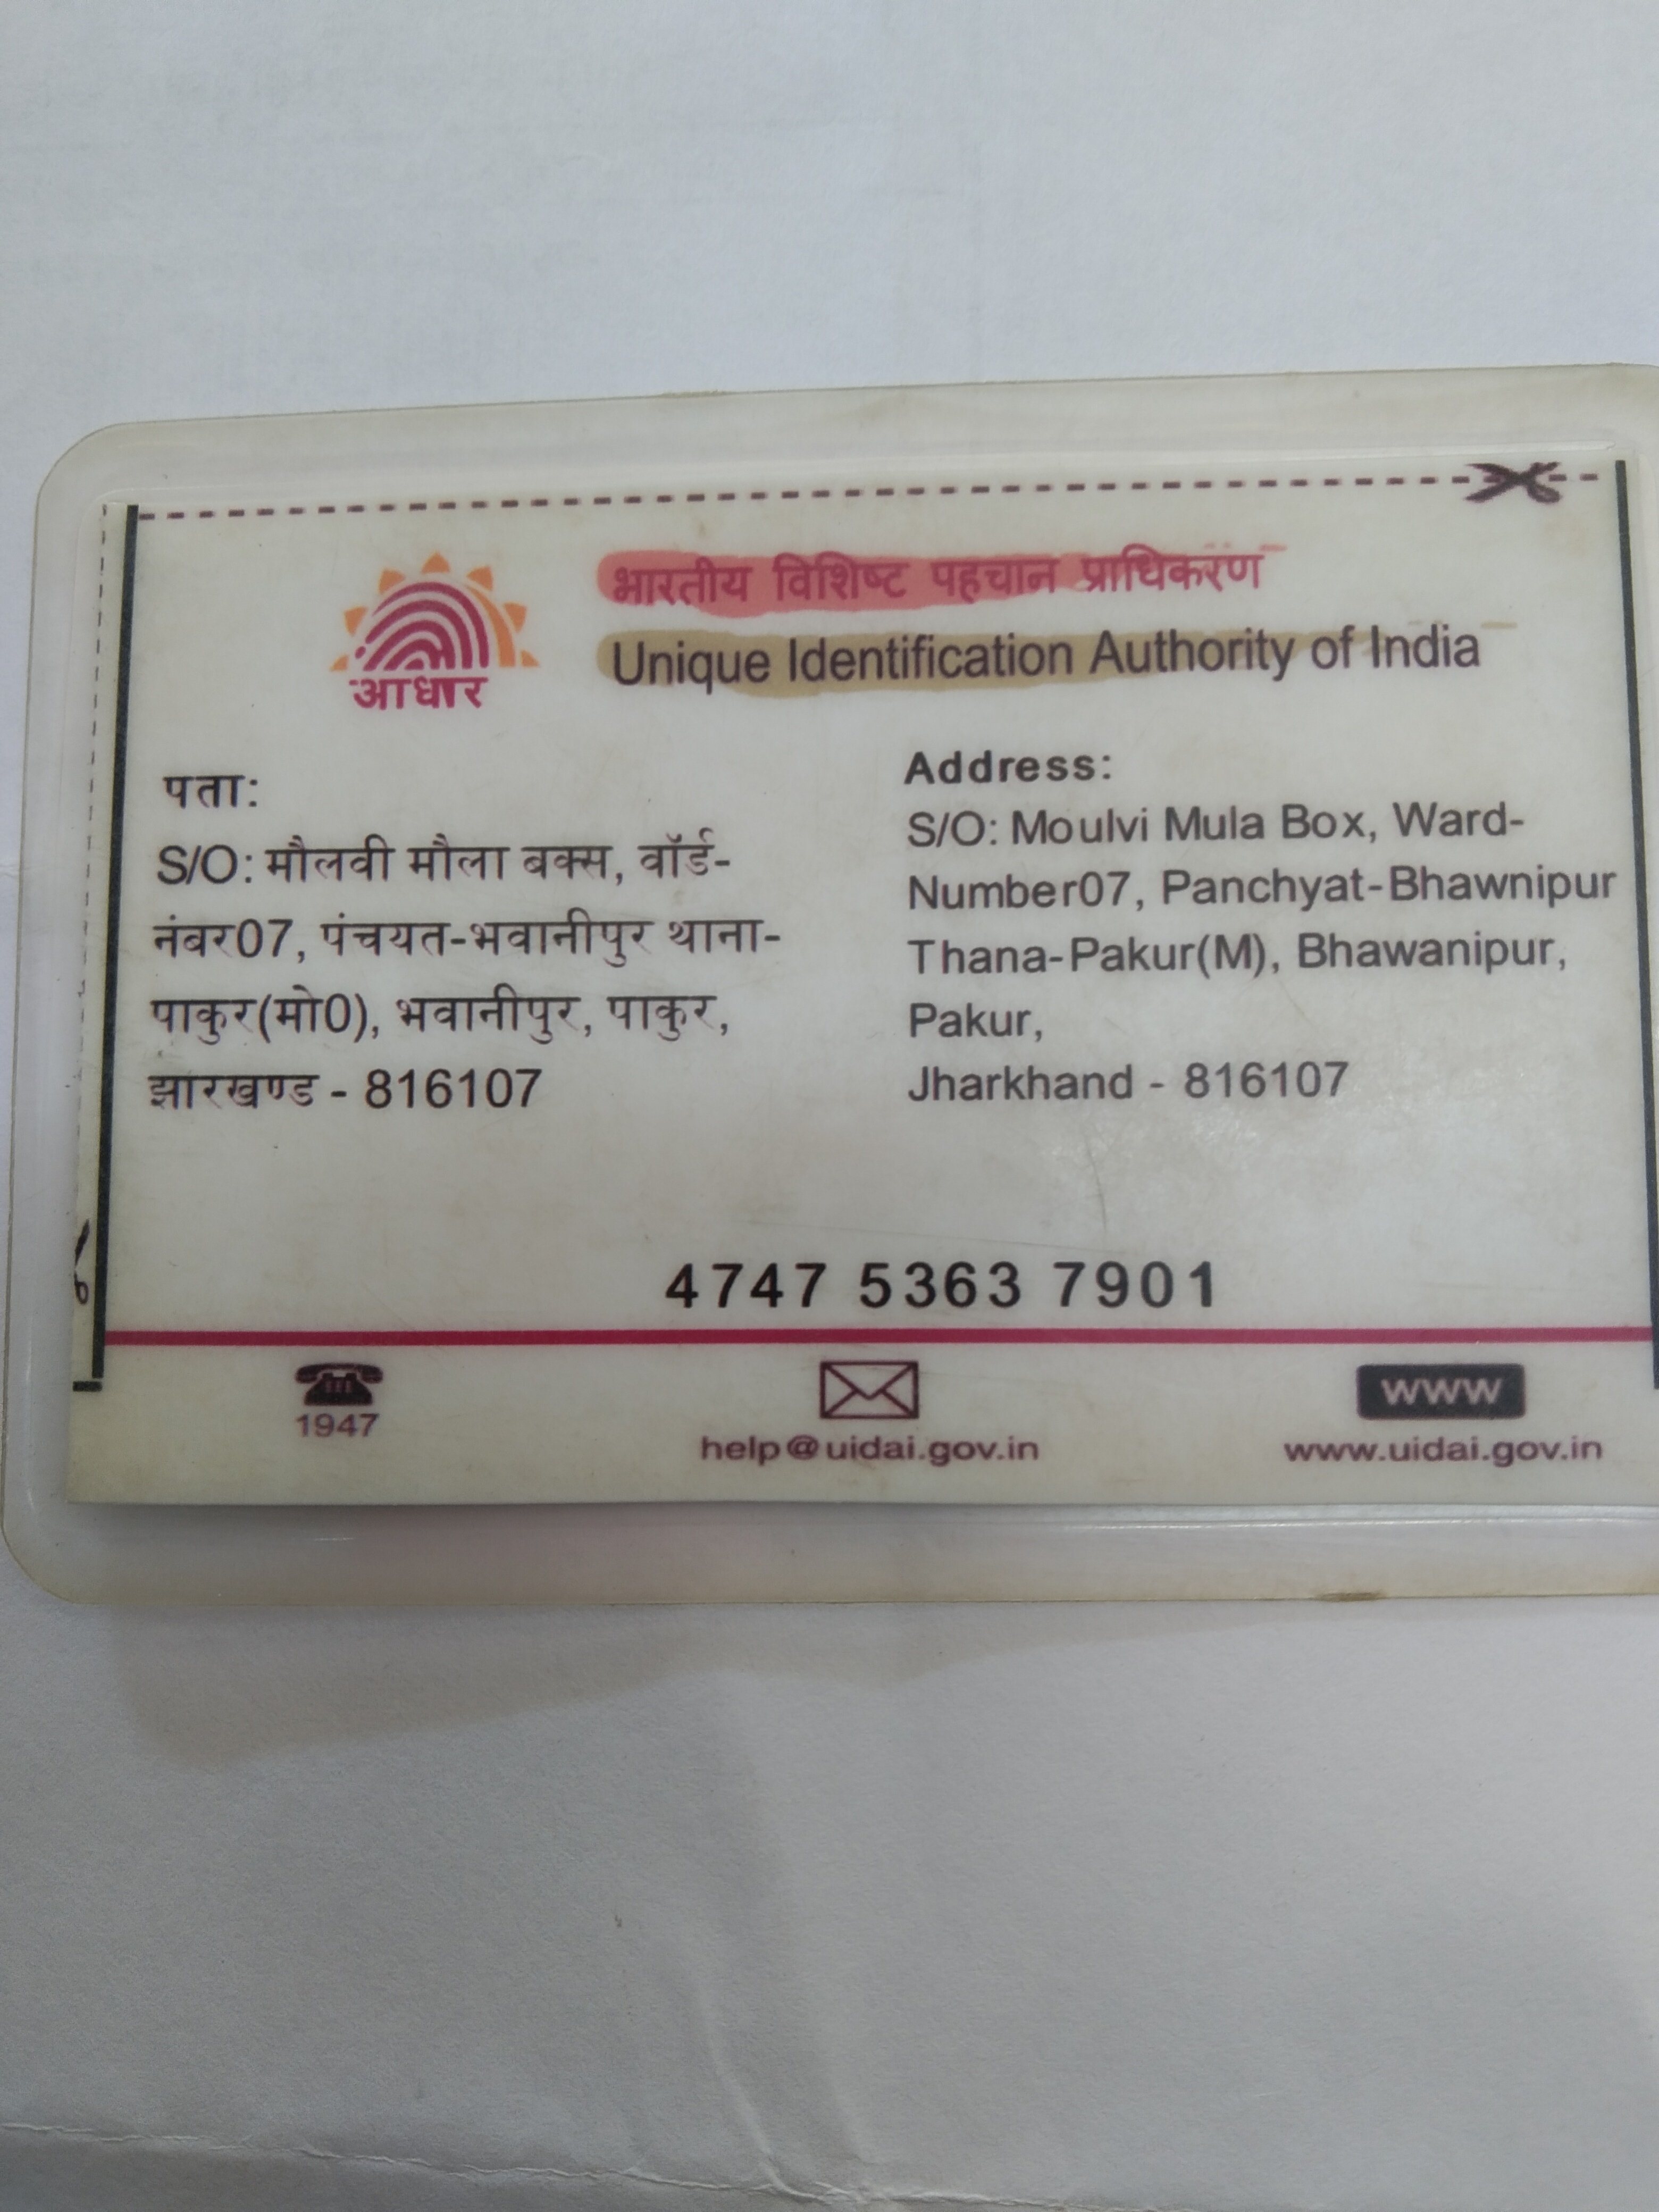 भारतीय विशिष्ट पहचान प्राधिकरण
Unique Identification Authority of India
आधार
पता:
S/O: मौलवी मौला बक्स, वॉर्ड-
नंबर07, पंचयत-भवानीपुर थाना-
पाकुर(मो0), भवानीपुर, पाकुर,
झारखण्ड - 816107
Address:
S/O: Moulvi Mula Box, Ward-
Number07, Panchyat-Bhawnipur
Thana-Pakur(M), Bhawanipur,
Pakur,
Jharkhand - 816107
4747 5363 7901
1947
help@uidai.gov.in
www
www.uidai.gov.in